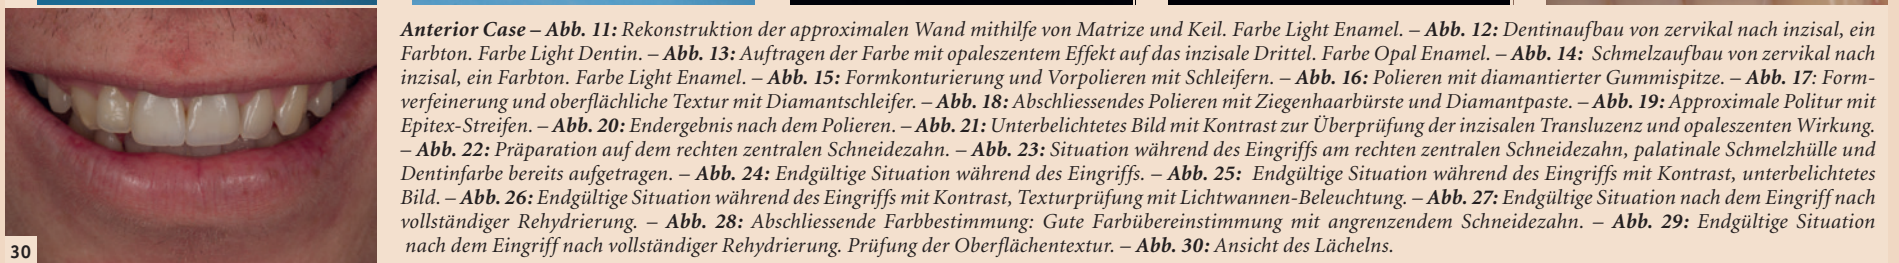 Anterior Case – Abb. 11: Rekonstruktion der approximalen Wand mithilfe von Matrize und Keil. Farbe Light Enamel. – Abb. 12: Dentinaufbau von zervikal nach inzisal, ein
Farbton. Farbe Light Dentin. – Abb. 13: Auftragen der Farbe mit opaleszentem Effekt auf das inzisale Drittel. Farbe Opal Enamel. – Abb. 14: Schmelzaufbau von zervikal nach
inzisal, ein Farbton. Farbe Light Enamel. – Abb. 15: Formkonturierung und Vorpolieren mit Schleifern. – Abb. 16: Polieren mit diamantierter Gummispitze. – Abb. 17: Form-
verfeinerung und oberflächliche Textur mit Diamantschleifer. – Abb. 18: Abschliessendes Polieren mit Ziegenhaarbürste und Diamantpaste. – Abb. 19: Approximale Politur mit
Epitex-Streifen. – Abb. 20: Endergebnis nach dem Polieren. – Abb. 21: Unterbelichtetes Bild mit Kontrast zur Überprüfung der inzisalen Transluzenz und opaleszenten Wirkung.
– Abb. 22: Präparation auf dem rechten zentralen Schneidezahn. – Abb. 23: Situation während des Eingriffs am rechten zentralen Schneidezahn, palatinale Schmelzhülle und
Dentinfarbe bereits aufgetragen. – Abb. 24: Endgültige Situation während des Eingriffs. – Abb. 25: Endgültige Situation während des Eingriffs mit Kontrast, unterbelichtetes
Bild. – Abb. 26: Endgültige Situation während des Eingriffs mit Kontrast, Texturprüfung mit Lichtwannen-Beleuchtung. – Abb. 27: Endgültige Situation nach dem Eingriff nach
vollständiger Rehydrierung. – Abb. 28: Abschliessende Farbbestimmung: Gute Farbübereinstimmung mit angrenzendem Schneidezahn. – Abb. 29: Endgültige Situation
nach dem Eingriff nach vollständiger Rehydrierung. Prüfung der Oberflächentextur. – Abb. 30: Ansicht des Lächelns.
30